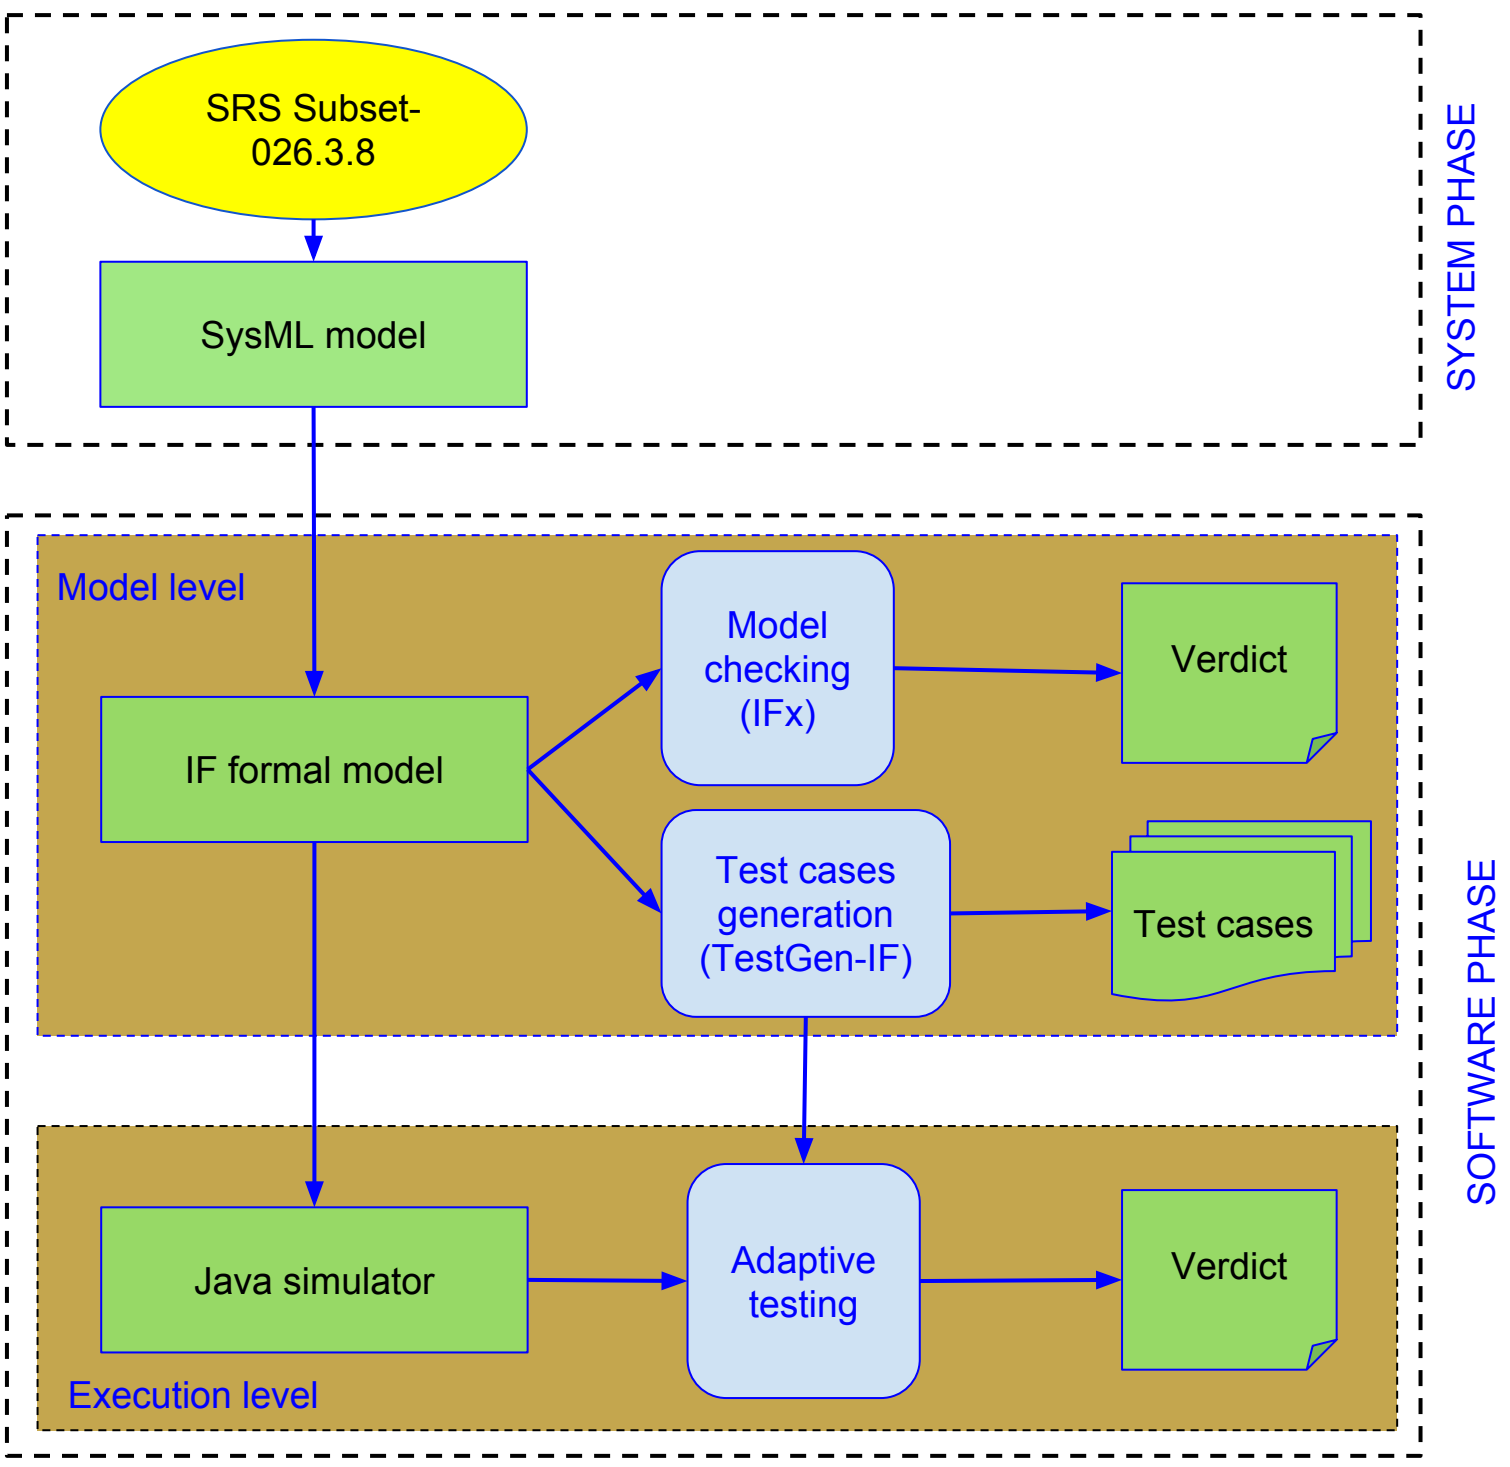 SRS Subset-
026.3.8
SYSTEM PHASE
SysML model
Model level
Model
checking
(IFx)
Verdict
IF formal model
Test cases
generation
(TestGen-IF)
Test cases
SOFTWARE PHASE
Java simulator
Adaptive
testing
Verdict
Execution level